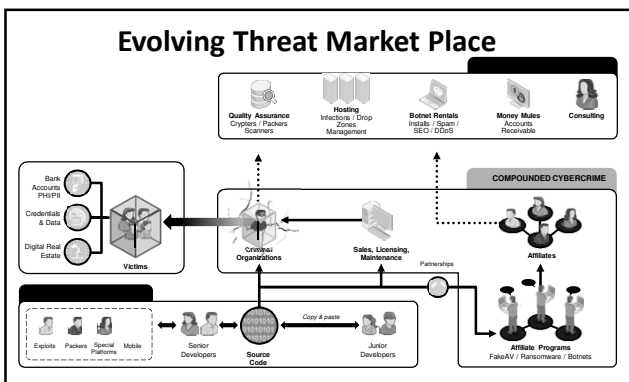 Evolving Threat Market Place
Quality Assurance
Crypters / Packers
Scanners
Hosting
Infections / Drop
Zones
Management
Botnet Rentals
Installs / Spam /
SEO / DDoS
Money Mules
Accounts
Receivable
Consulting
Bank
Accounts
PHI/PII
Credentials
& Data
Digital Real
Estate
Victims
COMPOUNDED CYBERCRIME
Criminal
Organizations
Sales, Licensing,
Maintenance
Affiliates
Partnerships
Exploits
Packers
Special
Platforms
Mobile
Senior
Developers
10101010
01010101
10101010
Source
Code
Copy & paste
Junior
Developers
Affiliate Programs
FakeAV / Ransomware / Botnets